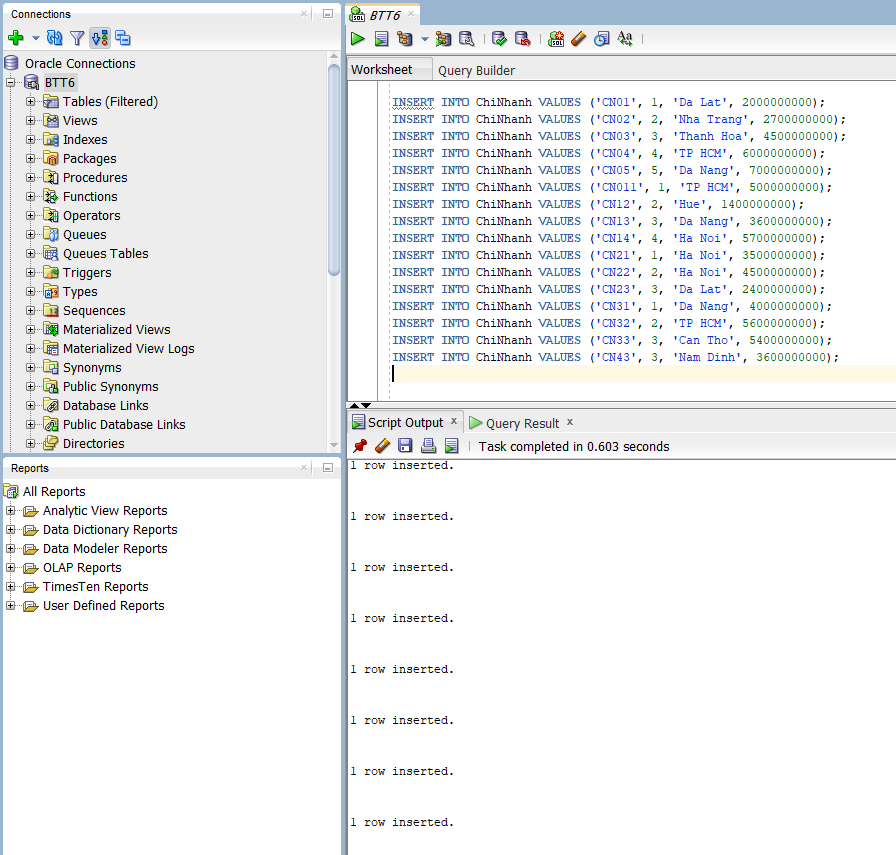 Connections
Oracle Connections
BTT6
Tables (Filtered)
Views
Indexes
Packages
Procedures
Functions
Operators
Queues
Queues Tables
Triggers
Types
Sequences
Materialized Views
Materialized View Logs
Synonyms
Public Synonyms
Database Links
Public Database Links
Directories
Reports
All Reports
Analytic View Reports
Data Dictionary Reports
Data Modeler Reports
OLAP Reports
TimesTen Reports
User Defined Reports
BTT6
Worksheet Query Builder
INSERT INTO ChiNhanh VALUES ('CN01', 1, 'Da Lat', 2000000000);
INSERT INTO ChiNhanh VALUES ('CN02', 2, 'Nha Trang', 2700000000);
INSERT INTO ChiNhanh VALUES ('CN03', 3, 'Thanh Hoa', 4500000000);
INSERT INTO ChiNhanh VALUES ('CN04', 4, 'TP HCM', 6000000000);
INSERT INTO ChiNhanh VALUES ('CN05', 5, 'Da Nang', 7000000000);
INSERT INTO ChiNhanh VALUES ('CN011', 1, 'TP HCM', 5000000000);
INSERT INTO ChiNhanh VALUES ('CN12', 2, 'Hue', 1400000000);
INSERT INTO ChiNhanh VALUES ('CN13', 3, 'Da Nang', 3600000000);
INSERT INTO ChiNhanh VALUES ('CN14', 4, 'Ha Noi', 5700000000);
INSERT INTO ChiNhanh VALUES ('CN21', 1, 'Ha Noi', 3500000000);
INSERT INTO ChiNhanh VALUES ('CN22', 2, 'Ha Noi', 4500000000);
INSERT INTO ChiNhanh VALUES ('CN23', 3, 'Da Lat', 2400000000);
INSERT INTO ChiNhanh VALUES ('CN31', 1, 'Da Nang', 4000000000);
INSERT INTO ChiNhanh VALUES ('CN32', 2, 'TP HCM', 5600000000);
INSERT INTO ChiNhanh VALUES ('CN33', 3, 'Can Tho', 5400000000);
INSERT INTO ChiNhanh VALUES ('CN43', 3, 'Nam Dinh', 3600000000);
Script Output Query Result
Task completed in 0.603 seconds
1 row inserted.
1 row inserted.
1 row inserted.
1 row inserted.
1 row inserted.
1 row inserted.
1 row inserted.
1 row inserted.